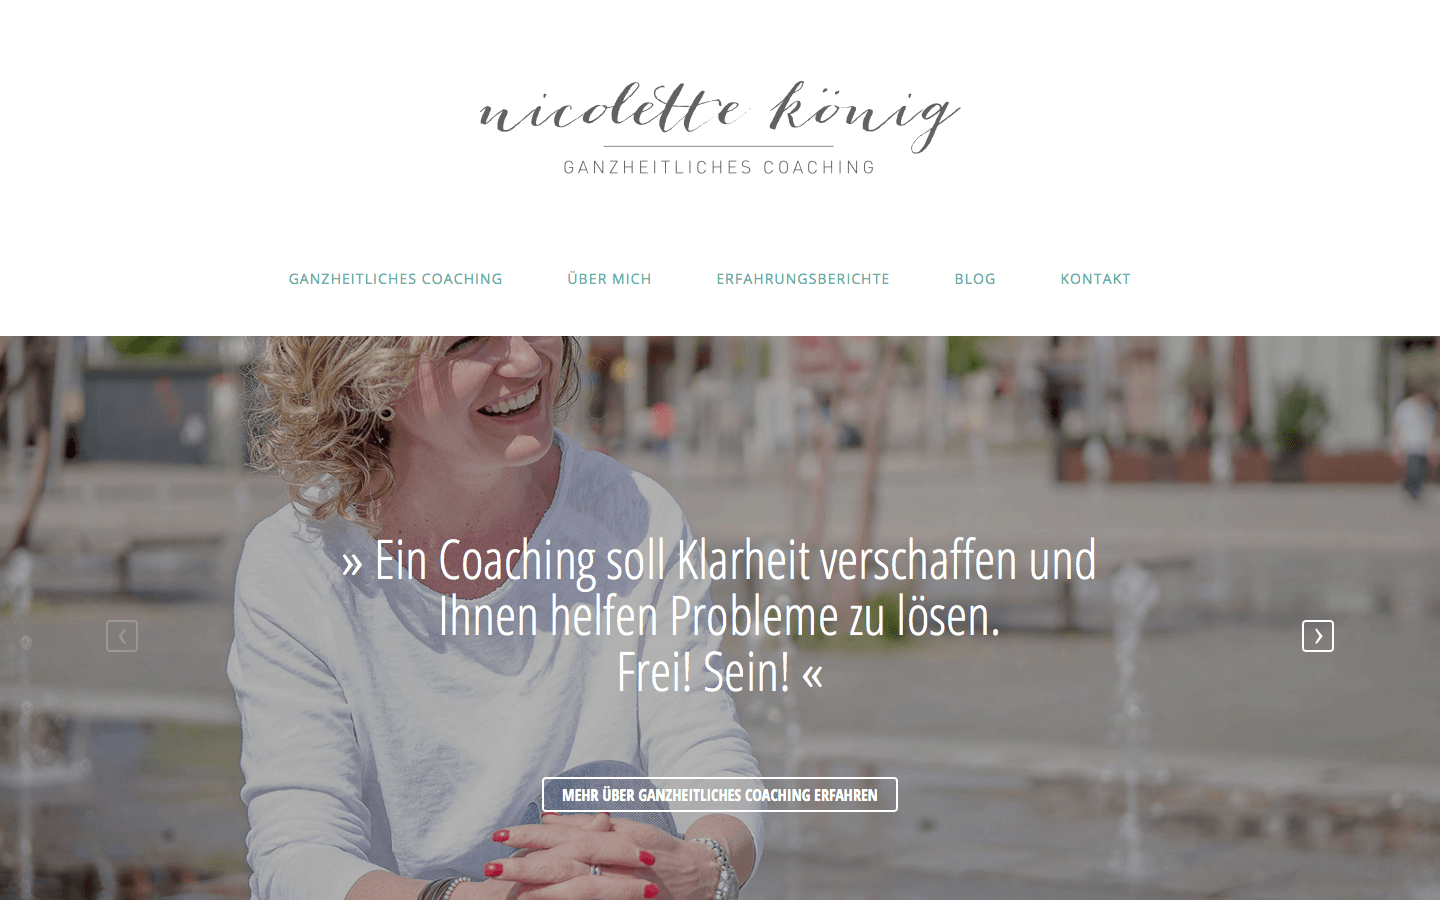 nicolette könig
GANZHEITLICHES COACHING
GANZHEITLICHES COACHING
ÜBER MICH
ERFAHRUNGSBERICHTE
BLOG
KONTAKT
» Ein Coaching soll Klarheit verschaffen und
Ihnen helfen Probleme zu lösen.
Frei! Sein! «
MEHR ÜBER GANZHEITLICHES COACHING ERFAHREN